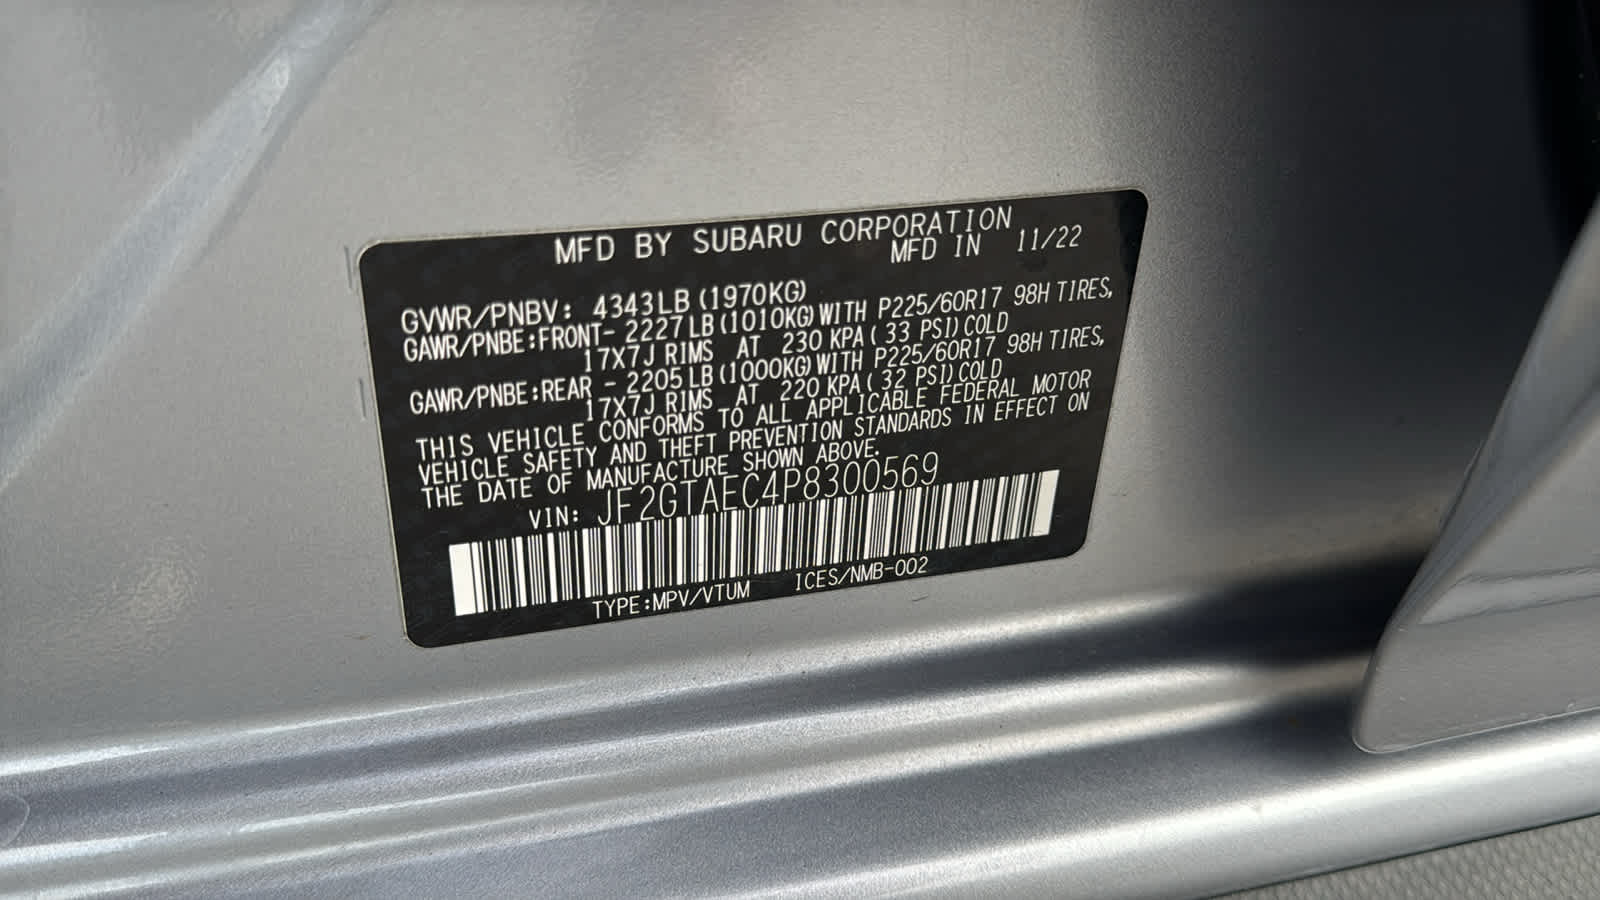 MFD BY SUBARU CORPORATION
MFD IN 11/22
GVWR/PNBV: 4343LB(1970KG)
GAWR/PNBE:FRONT- 2227LB(1010KG)WITH P225/60R17 98H TIRES,
17X7J RIMS AT 230 KPA( 33 PSI)COLD
GAWR/PNBE:REAR - 2205LB(1000KG)WITH P225/60R17 98H TIRES,
17X7J RIMS AT 220 KPA( 32 PSI)COLD
THIS VEHICLE CONFORMS TO ALL APPLICABLE FEDERAL MOTOR
VEHICLE SAFETY AND THEFT PREVENTION STANDARDS IN EFFECT ON
THE DATE OF MANUFACTURE SHOWN ABOVE.
VIN: JF2GTAEC4P8300569
TYPE:MPV/VTUM ICES/NMB-002